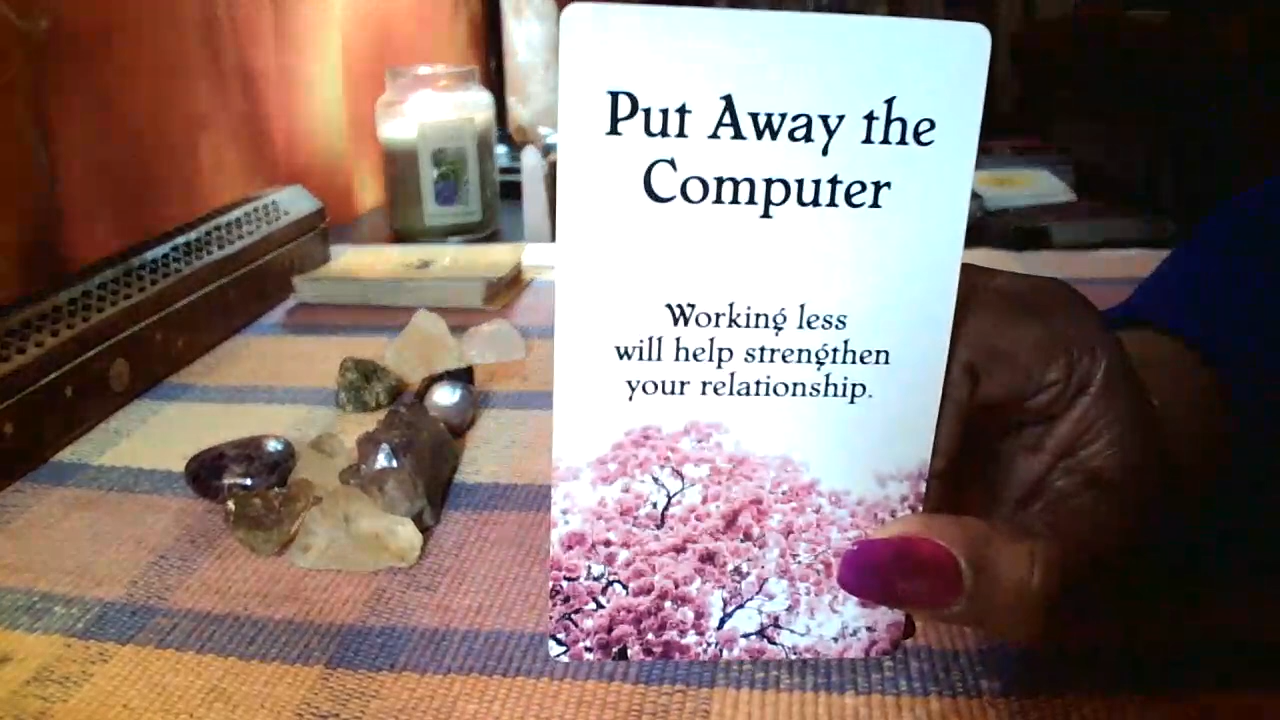 Put Away the
Computer
Working less
will help strengthen
your relationship.